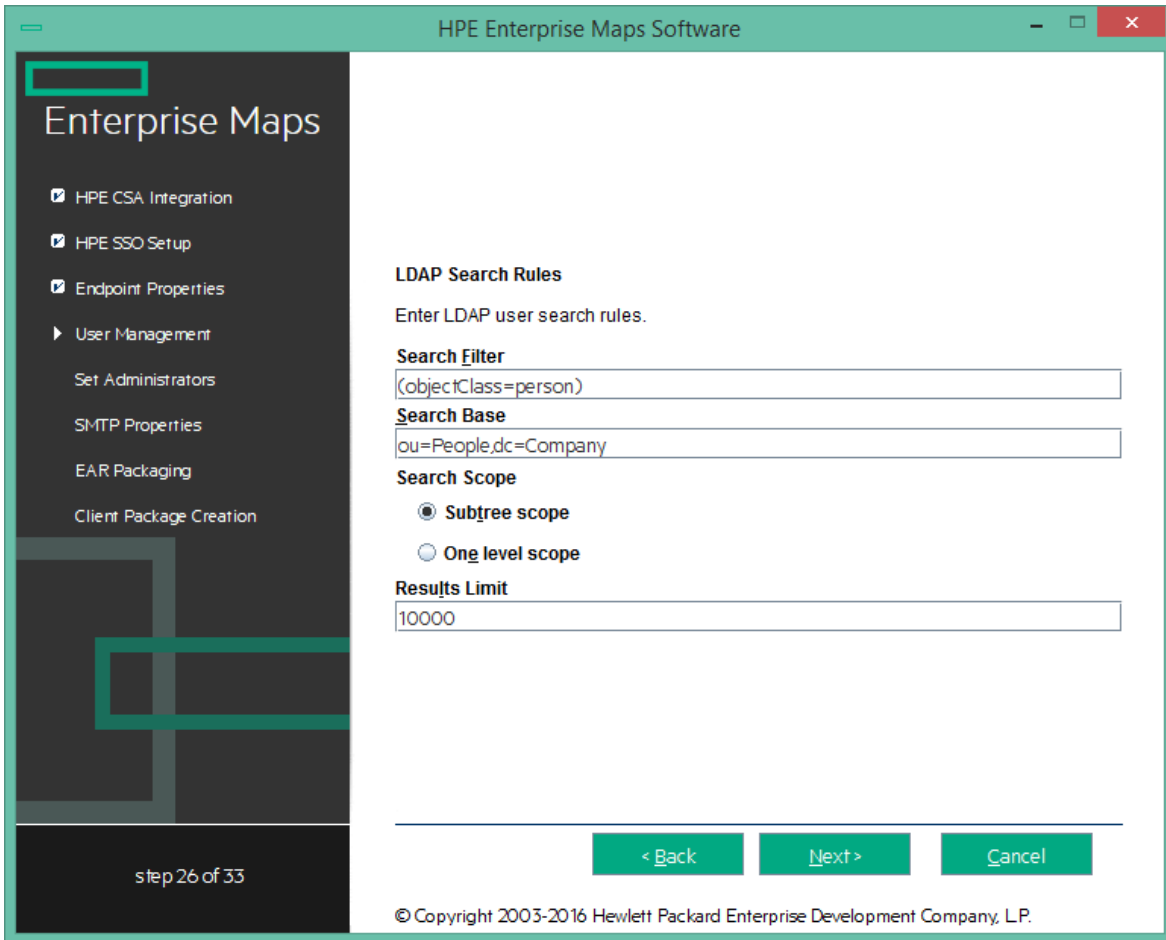 HPE Enterprise Maps Software
Enterprise Maps
HPE CSA Integration
HPE SSO Setup
Endpoint Properties
User Management
Set Administrators
SMTP Properties
EAR Packaging
Client Package Creation
step 26 of 33
LDAP Search Rules
Enter LDAP user search rules.
Search Filter
(objectClass=person)
Search Base
ou=People,dc=Company
Search Scope
Subtree scope
One level scope
Results Limit
10000
< Back Next > Cancel
© Copyright 2003-2016 Hewlett Packard Enterprise Development Company, L.P.